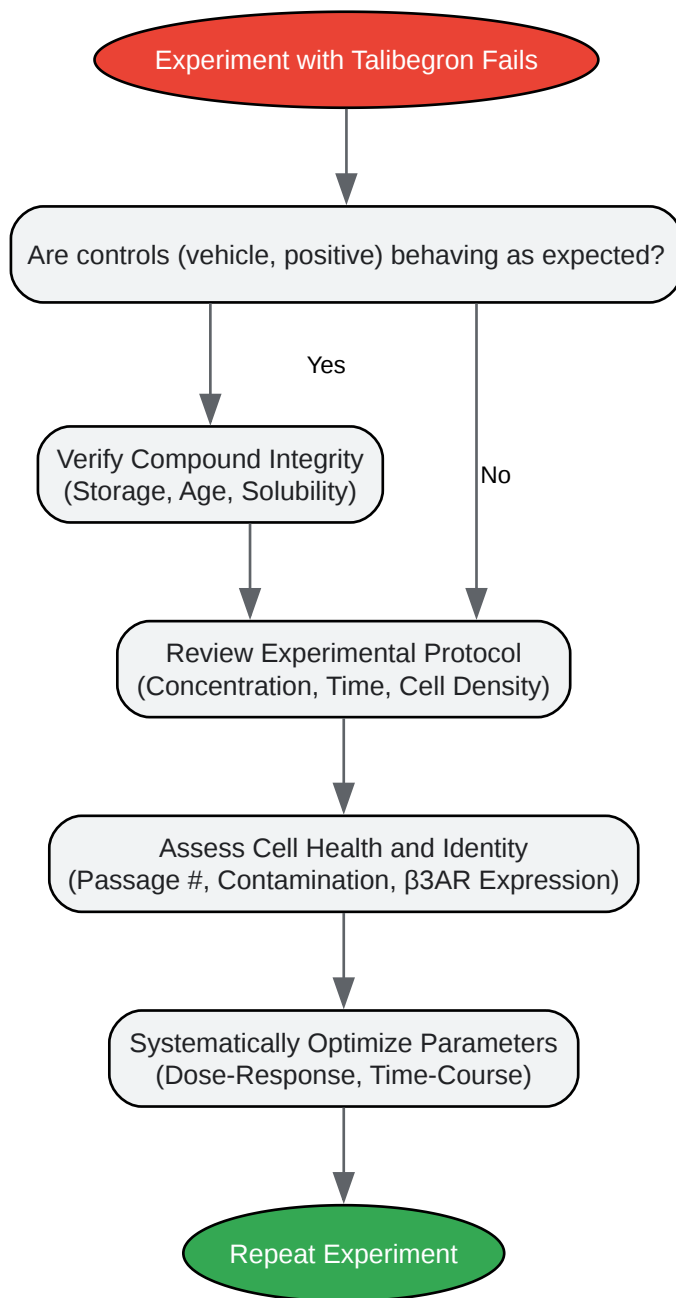 Experiment with Talibegron Fails
Are controls (vehicle, positive) behaving as expected?
Yes
Verify Compound Integrity
(Storage, Age, Solubility)
No
Review Experimental Protocol
(Concentration, Time, Cell Density)
Assess Cell Health and Identity
(Passage #, Contamination, β3AR Expression)
Systematically Optimize Parameters
(Dose-Response, Time-Course)
Repeat Experiment